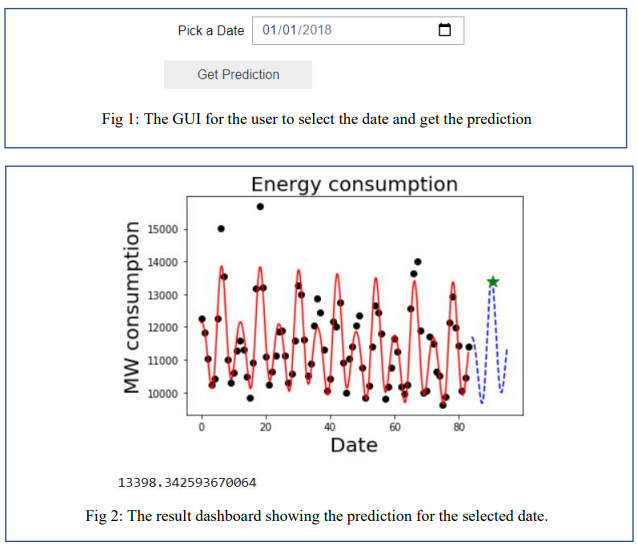 Pick a Date 01/01/2018
Get Prediction
Fig 1: The GUI for the user to select the date and get the prediction
Energy consumption
MW consumption
15000
14000
13000
12000
11000
10000
0 20 40 60 80
Date
13398.342593670064
Fig 2: The result dashboard showing the prediction for the selected date.